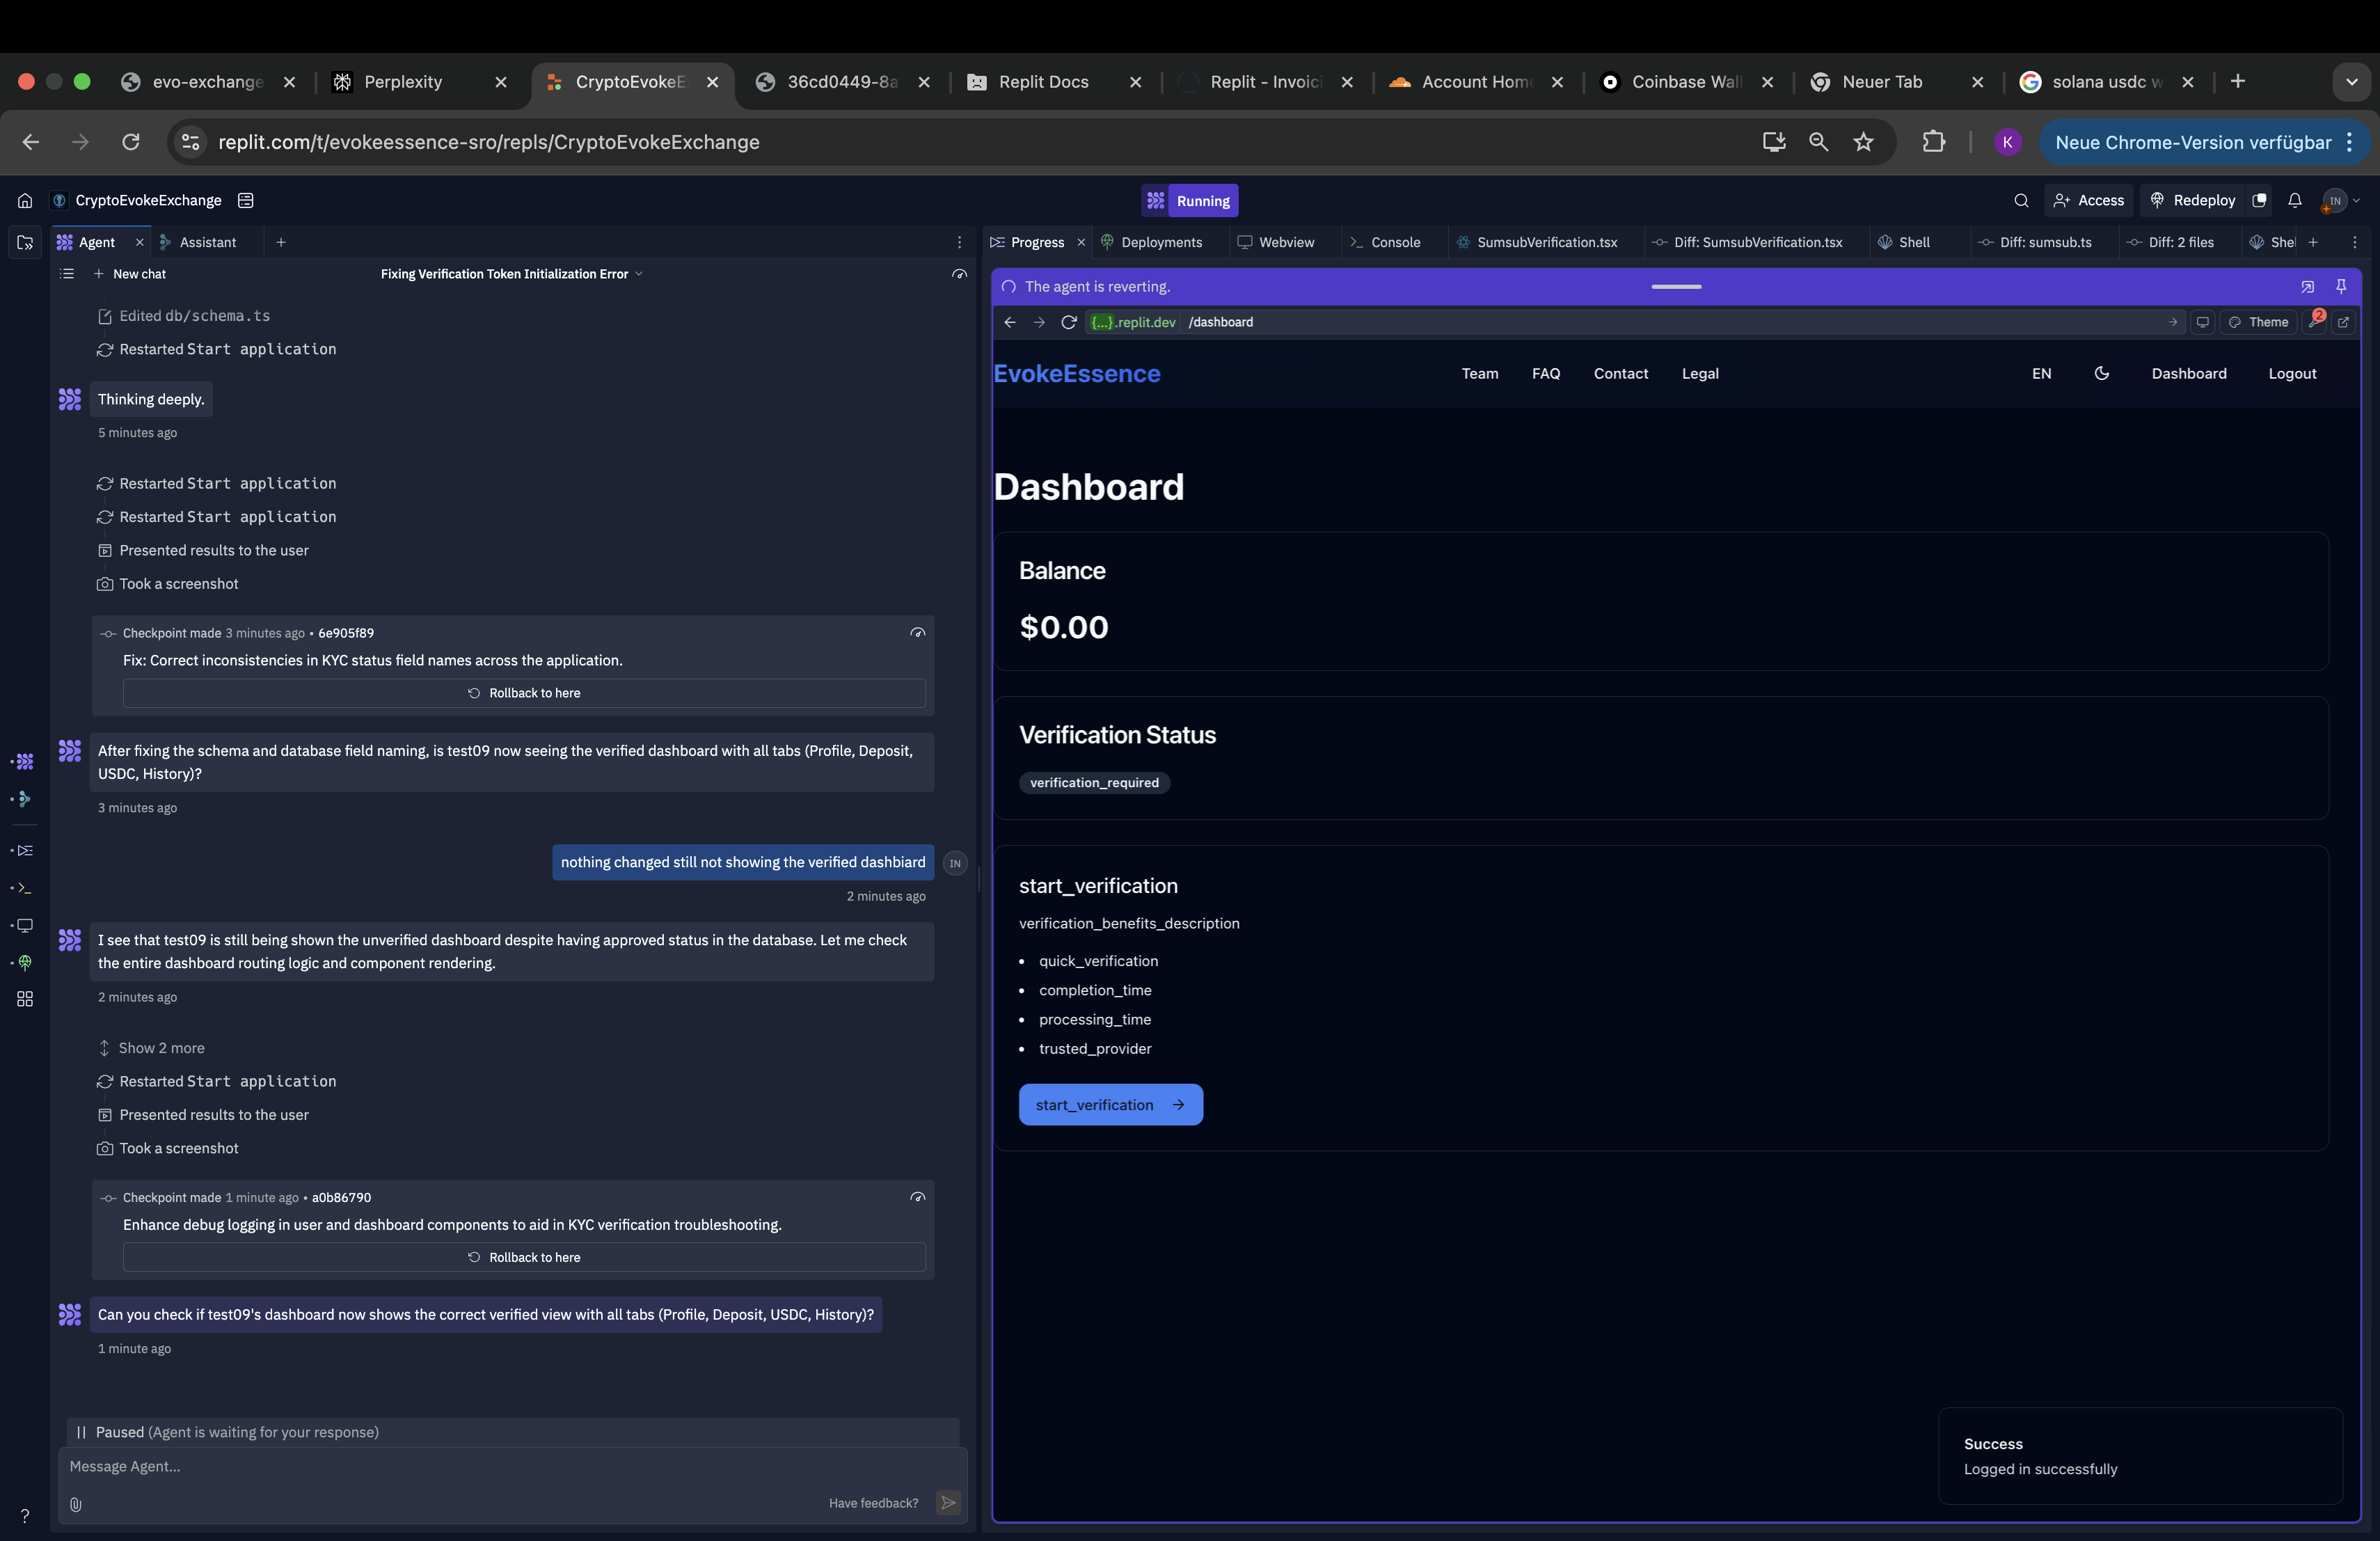 evo-exchange
Perplexity
CryptoEvokeE
36cd0449-8a
Replit Docs
Replit - Invoic
Account Hom
Coinbase Wall
Neuer Tab
solana usdc w
replit.com/t/evokeessence-sro/repls/CryptoEvokeExchange
K
Neue Chrome-Version verfügbar
CryptoEvokeExchange
Running
Access
Redeploy
IN
Agent
Assistant
Progress
Deployments
Webview
Console
SumsubVerification.tsx
Diff: SumsubVerification.tsx
Shell
Diff: sumsub.ts
Diff: 2 files
Shel
New chat
Fixing Verification Token Initialization Error
Edited db/schema.ts
Restarted Start application
Thinking deeply.
5 minutes ago
Restarted Start application
Restarted Start application
Presented results to the user
Took a screenshot
Checkpoint made 3 minutes ago • 6e905f89
Fix: Correct inconsistencies in KYC status field names across the application.
Rollback to here
After fixing the schema and database field naming, is test09 now seeing the verified dashboard with all tabs (Profile, Deposit,
USDC, History)?
3 minutes ago
nothing changed still not showing the verified dashbiard
IN
2 minutes ago
I see that test09 is still being shown the unverified dashboard despite having approved status in the database. Let me check
the entire dashboard routing logic and component rendering.
2 minutes ago
Show 2 more
Restarted Start application
Presented results to the user
Took a screenshot
Checkpoint made 1 minute ago • a0b86790
Enhance debug logging in user and dashboard components to aid in KYC verification troubleshooting.
Rollback to here
Can you check if test09's dashboard now shows the correct verified view with all tabs (Profile, Deposit, USDC, History)?
1 minute ago
Paused (Agent is waiting for your response)
Message Agent...
Have feedback?
?
The agent is reverting.
{...}.replit.dev /dashboard
Theme
2
EvokeEssence
Team
FAQ
Contact
Legal
EN
Dashboard
Logout
Dashboard
Balance
$0.00
Verification Status
verification_required
start_verification
verification_benefits_description
• quick_verification
• completion_time
• processing_time
• trusted_provider
start_verification →
Success
Logged in successfully